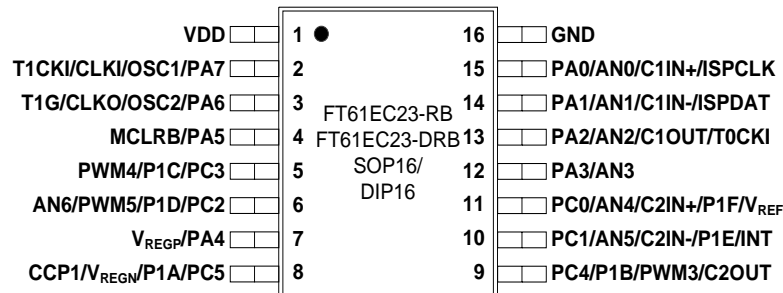 VDD 1 16 GND
T1CKI/CLKI/OSC1/PA7 2 15 PA0/AN0/C1IN+/ISPCLK
T1G/CLKO/OSC2/PA6 3 14 PA1/AN1/C1IN-/ISPDAT
FT61EC23-RB
MCLRB/PA5 4 FT61EC23-DRB 13 PA2/AN2/C1OUT/T0CKI
SOP16/
PWM4/P1C/PC3 5 12 PA3/AN3
DIP16
AN6/PWM5/P1D/PC2 6 11 PC0/AN4/C2IN+/P1F/VREF
VREGP/PA4 7 10 PC1/AN5/C2IN-/P1E/INT
CCP1/VREGN/P1A/PC5 8 9 PC4/P1B/PWM3/C2OUT